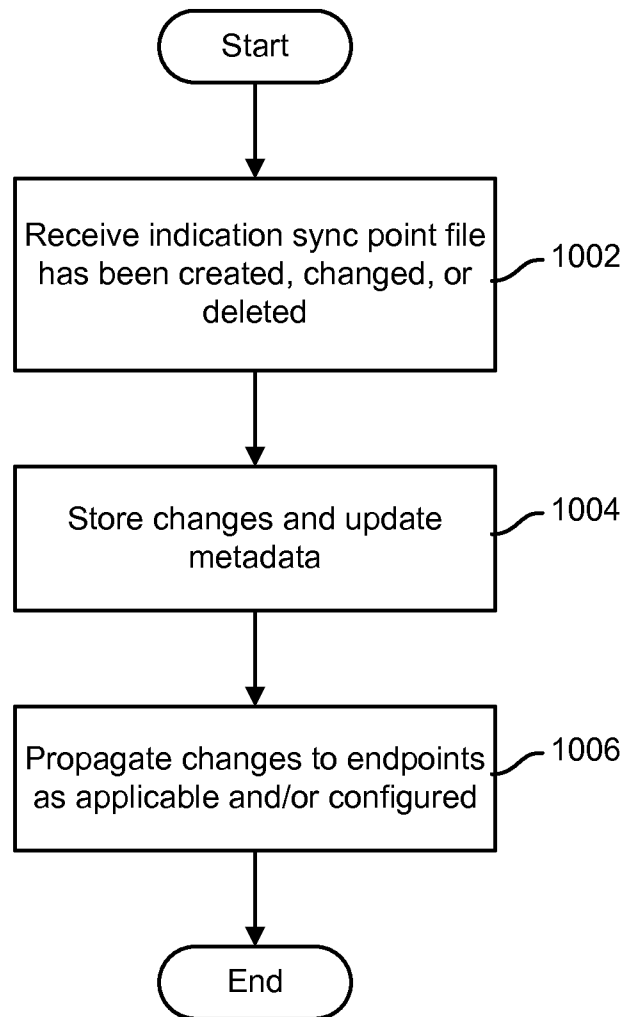 Start
Receive indication sync point file
has been created, changed, or
deleted
1002
Store changes and update
metadata
1004
Propagate changes to endpoints
as applicable and/or configured
1006
End